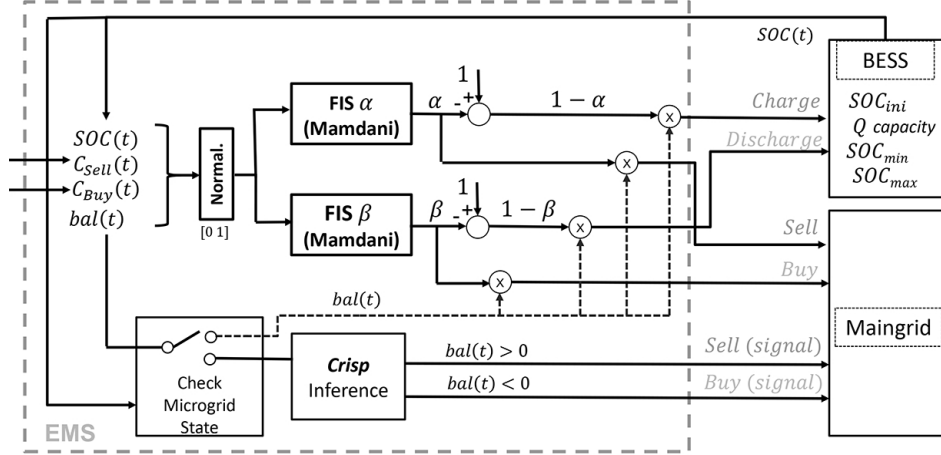 SOC(t)
BESS
SOC_ini
Q capacity
SOC_min
SOC_max
1
FIS α
(Mamdani)
α
-
+
1 − α
x
Charge
Discharge
x
SOC(t)
C_Sell(t)
C_Buy(t)
bal(t)
Normal.
[0 1]
1
FIS β
(Mamdani)
β
-
+
1 − β
x
Sell
x
Buy
bal(t)
Maingrid
Check
Microgrid
State
Crisp
Inference
bal(t) > 0
Sell (signal)
bal(t) < 0
Buy (signal)
EMS